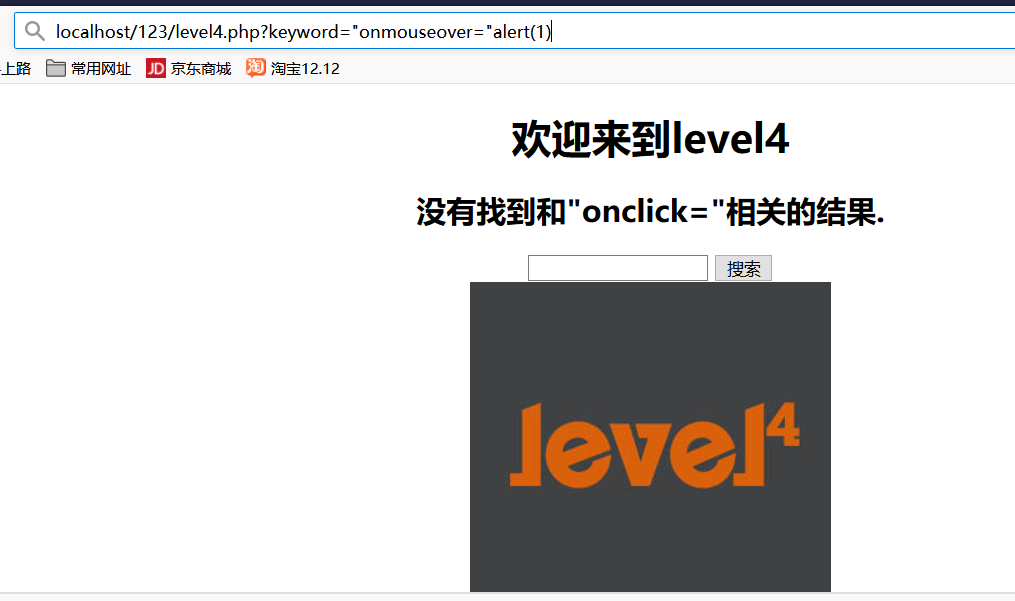 localhost/123/level4.php?keyword="onmouseover="alert(1)
上路 常用网址 JD 京东商城 淘 淘宝12.12
欢迎来到level4
没有找到和"onclick="相关的结果.
搜索
level4